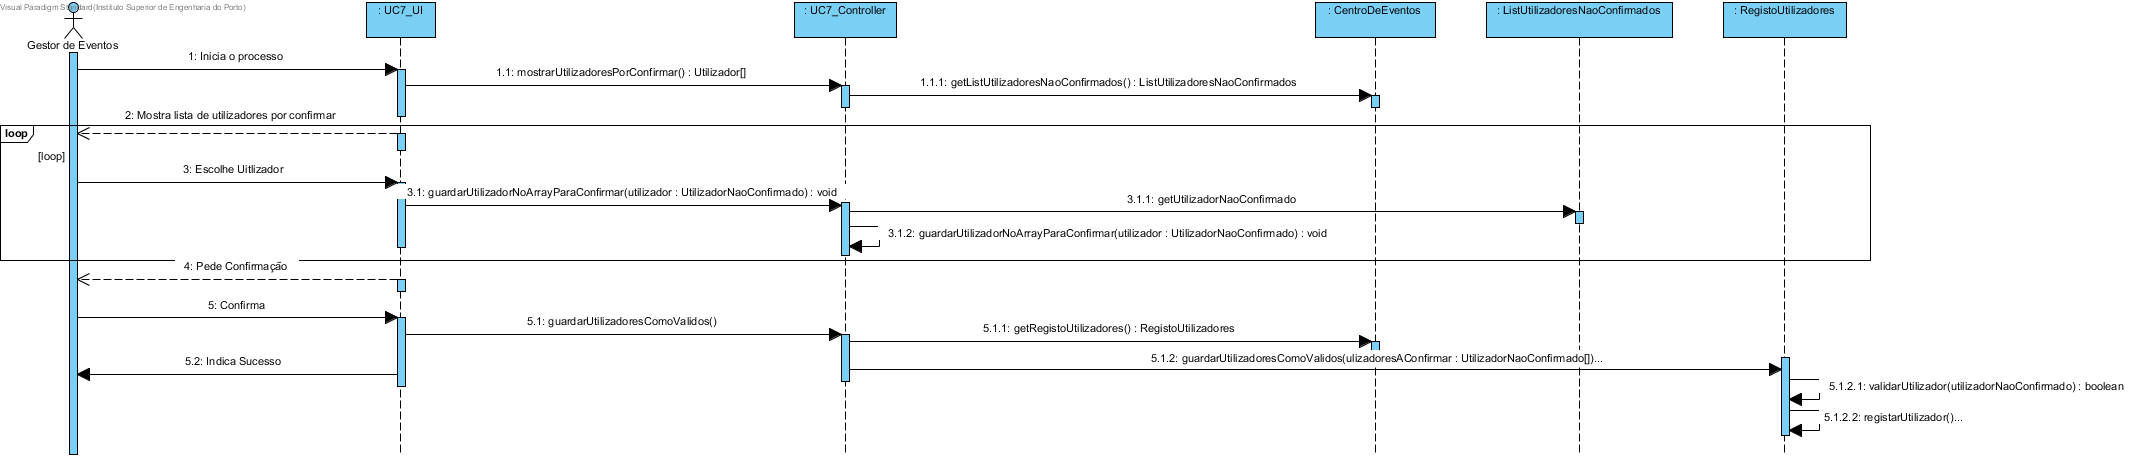 Visual Paradigm Standard(Instituto Superior de Engenharia do Porto)
: UC7_UI
: UC7_Controller
: CentroDeEventos
: ListUtilizadoresNaoConfirmados
: RegistoUtilizadores
Gestor de Eventos
1: Inicia o processo
1.1: mostrarUtilizadoresPorConfirmar() : Utilizador[]
1.1.1: getListUtilizadoresNaoConfirmados() : ListUtilizadoresNaoConfirmados
2: Mostra lista de utilizadores por confirmar
loop
[loop]
3: Escolhe Uitlizador
3.1: guardarUtilizadorNoArrayParaConfirmar(utilizador : UtilizadorNaoConfirmado) : void
3.1.1: getUtilizadorNaoConfirmado
3.1.2: guardarUtilizadorNoArrayParaConfirmar(utilizador : UtilizadorNaoConfirmado) : void
4: Pede Confirmação
5: Confirma
5.1: guardarUtilizadoresComoValidos()
5.1.1: getRegistoUtilizadores() : RegistoUtilizadores
5.2: Indica Sucesso
5.1.2: guardarUtilizadoresComoValidos(ulizadoresAConfirmar : UtilizadorNaoConfirmado[])...
5.1.2.1: validarUtilizador(utilizadorNaoConfirmado) : boolean
5.1.2.2: registarUtilizador()...